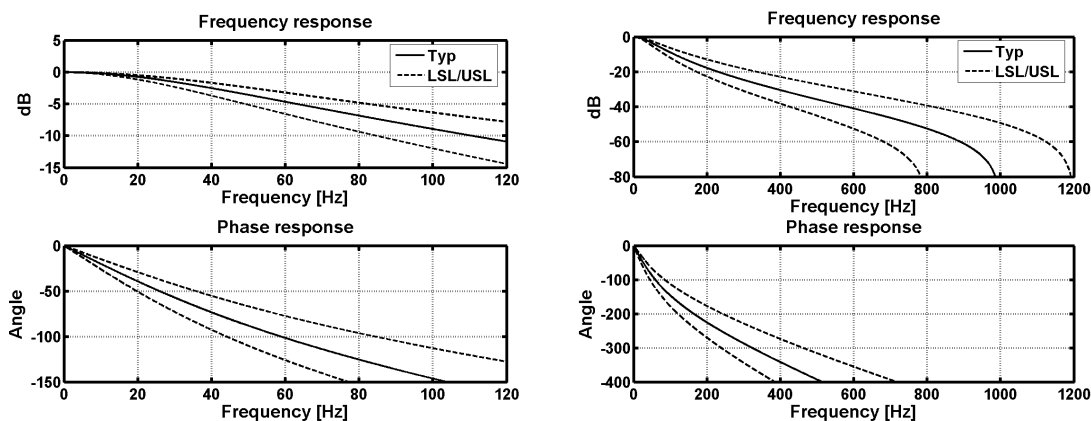 Frequency response
5
0
-5
-10
-15
dB
Typ
LSL/USL
0 20 40 60 80 100 120
Frequency [Hz]
Phase response
0
-50
-100
-150
Angle
0 20 40 60 80 100 120
Frequency [Hz]
Frequency response
0
-20
-40
-60
-80
dB
Typ
LSL/USL
0 200 400 600 800 1000 1200
Frequency [Hz]
Phase response
0
-100
-200
-300
-400
Angle
0 200 400 600 800 1000 1200
Frequency [Hz]